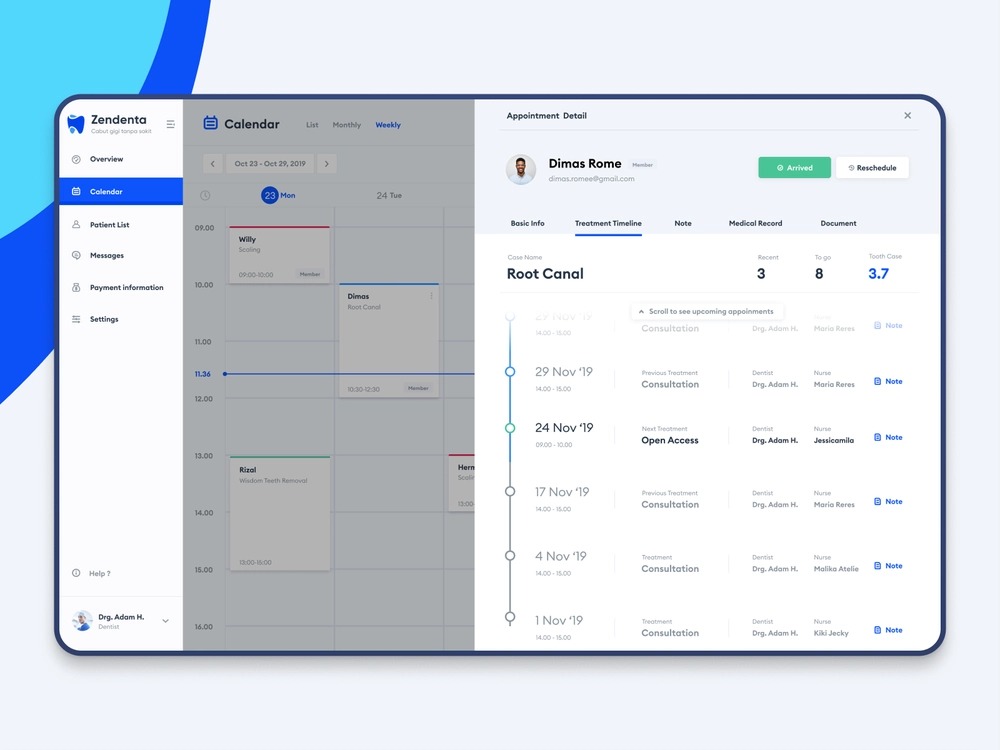 Zendenta
Cabut gigi tanpa sakit
Overview
Calendar
Patient List
Messages
Payment information
Settings
Help ?
Drg. Adam H.
Dentist
Calendar
List
Monthly
Weekly
Oct 23 - Oct 29, 2019
23 Mon
24 Tue
09.00
10.00
11.00
11.36
12.00
13.00
14.00
15.00
16.00
Willy
Scaling
09:00-10:00
Member
Dimas
Root Canal
10:30-12:30
Member
Rizal
Wisdom Teeth Removal
13:00-15:00
Herm
Scalin
13:00-
Appointment Detail
Dimas Rome
Member
dimas.romee@gmail.com
Arrived
Reschedule
Basic Info
Treatment Timeline
Note
Medical Record
Document
Case Name
Root Canal
Recent
3
To go
8
Tooth Case
3.7
Scroll to see upcoming appoinments
29 Nov ‘19
14.00 - 15.00
Consultation
Drg. Adam H.
Maria Reres
Note
29 Nov ‘19
14.00 - 15.00
Previous Treatment
Consultation
Dentist
Drg. Adam H.
Nurse
Maria Reres
Note
24 Nov ‘19
09.00 - 10.00
Next Treatment
Open Access
Dentist
Drg. Adam H.
Nurse
Jessicamila
Note
17 Nov ‘19
14.00 - 15.00
Previous Treatment
Consultation
Dentist
Drg. Adam H.
Nurse
Maria Reres
Note
4 Nov ‘19
14.00 - 15.00
Treatment
Consultation
Dentist
Drg. Adam H.
Nurse
Malika Atelie
Note
1 Nov ‘19
14.00 - 15.00
Treatment
Consultation
Dentist
Drg. Adam H.
Nurse
Kiki Jecky
Note